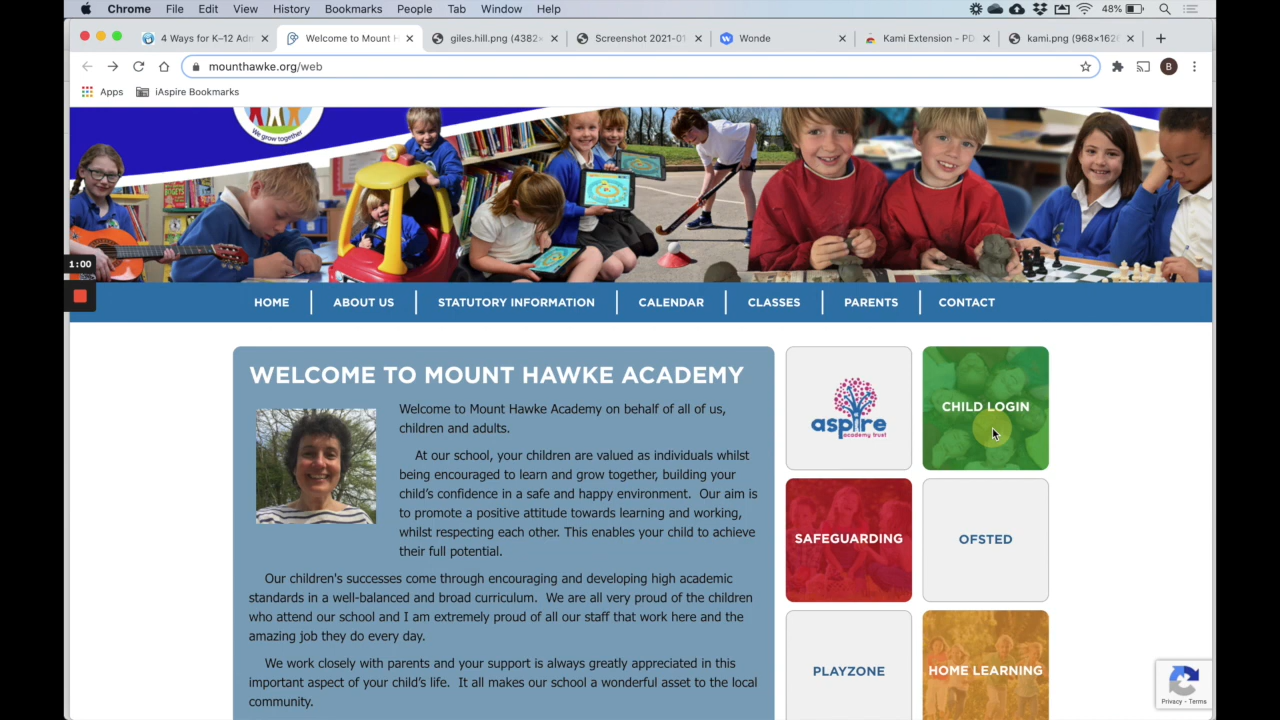 Chrome File Edit View History Bookmarks People Tab Window Help 48%
4 Ways for K–12 Adm Welcome to Mount H giles.hill.png (4382× Screenshot 2021-01 Wonde Kami Extension - PD kami.png (968×162
mounthawke.org/web B
Apps iAspire Bookmarks
We grow together
1:00
HOME ABOUT US STATUTORY INFORMATION CALENDAR CLASSES PARENTS CONTACT
WELCOME TO MOUNT HAWKE ACADEMY
Welcome to Mount Hawke Academy on behalf of all of us,
children and adults.
At our school, your children are valued as individuals whilst
being encouraged to learn and grow together, building your
child's confidence in a safe and happy environment. Our aim is
to promote a positive attitude towards learning and working,
whilst respecting each other. This enables your child to achieve
their full potential.
Our children's successes come through encouraging and developing high academic
standards in a well-balanced and broad curriculum. We are all very proud of the children
who attend our school and I am extremely proud of all our staff that work here and the
amazing job they do every day.
We work closely with parents and your support is always greatly appreciated in this
important aspect of your child's life. It all makes our school a wonderful asset to the local
community.
aspire
academy trust
CHILD LOGIN
SAFEGUARDING
OFSTED
PLAYZONE
HOME LEARNING
Privacy - Terms